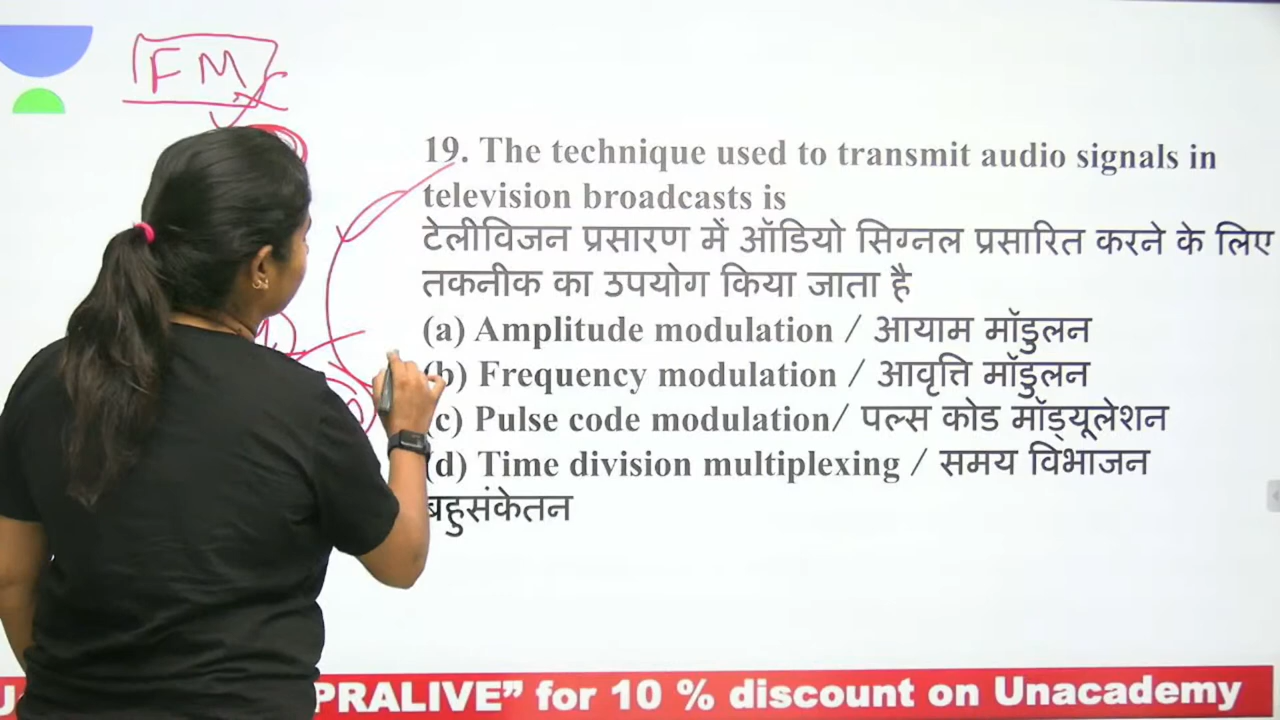 FM
19. The technique used to transmit audio signals in
television broadcasts is
टेलीविजन प्रसारण में ऑडियो सिग्नल प्रसारित करने के लिए
तकनीक का उपयोग किया जाता है
(a) Amplitude modulation / आयाम मॉडुलन
(b) Frequency modulation / आवृत्ति मॉडुलन
(c) Pulse code modulation/ पल्स कोड मॉड्यूलेशन
(d) Time division multiplexing / समय विभाजन
बहुसंकेतन
PRALIVE” for 10 % discount on Unacademy